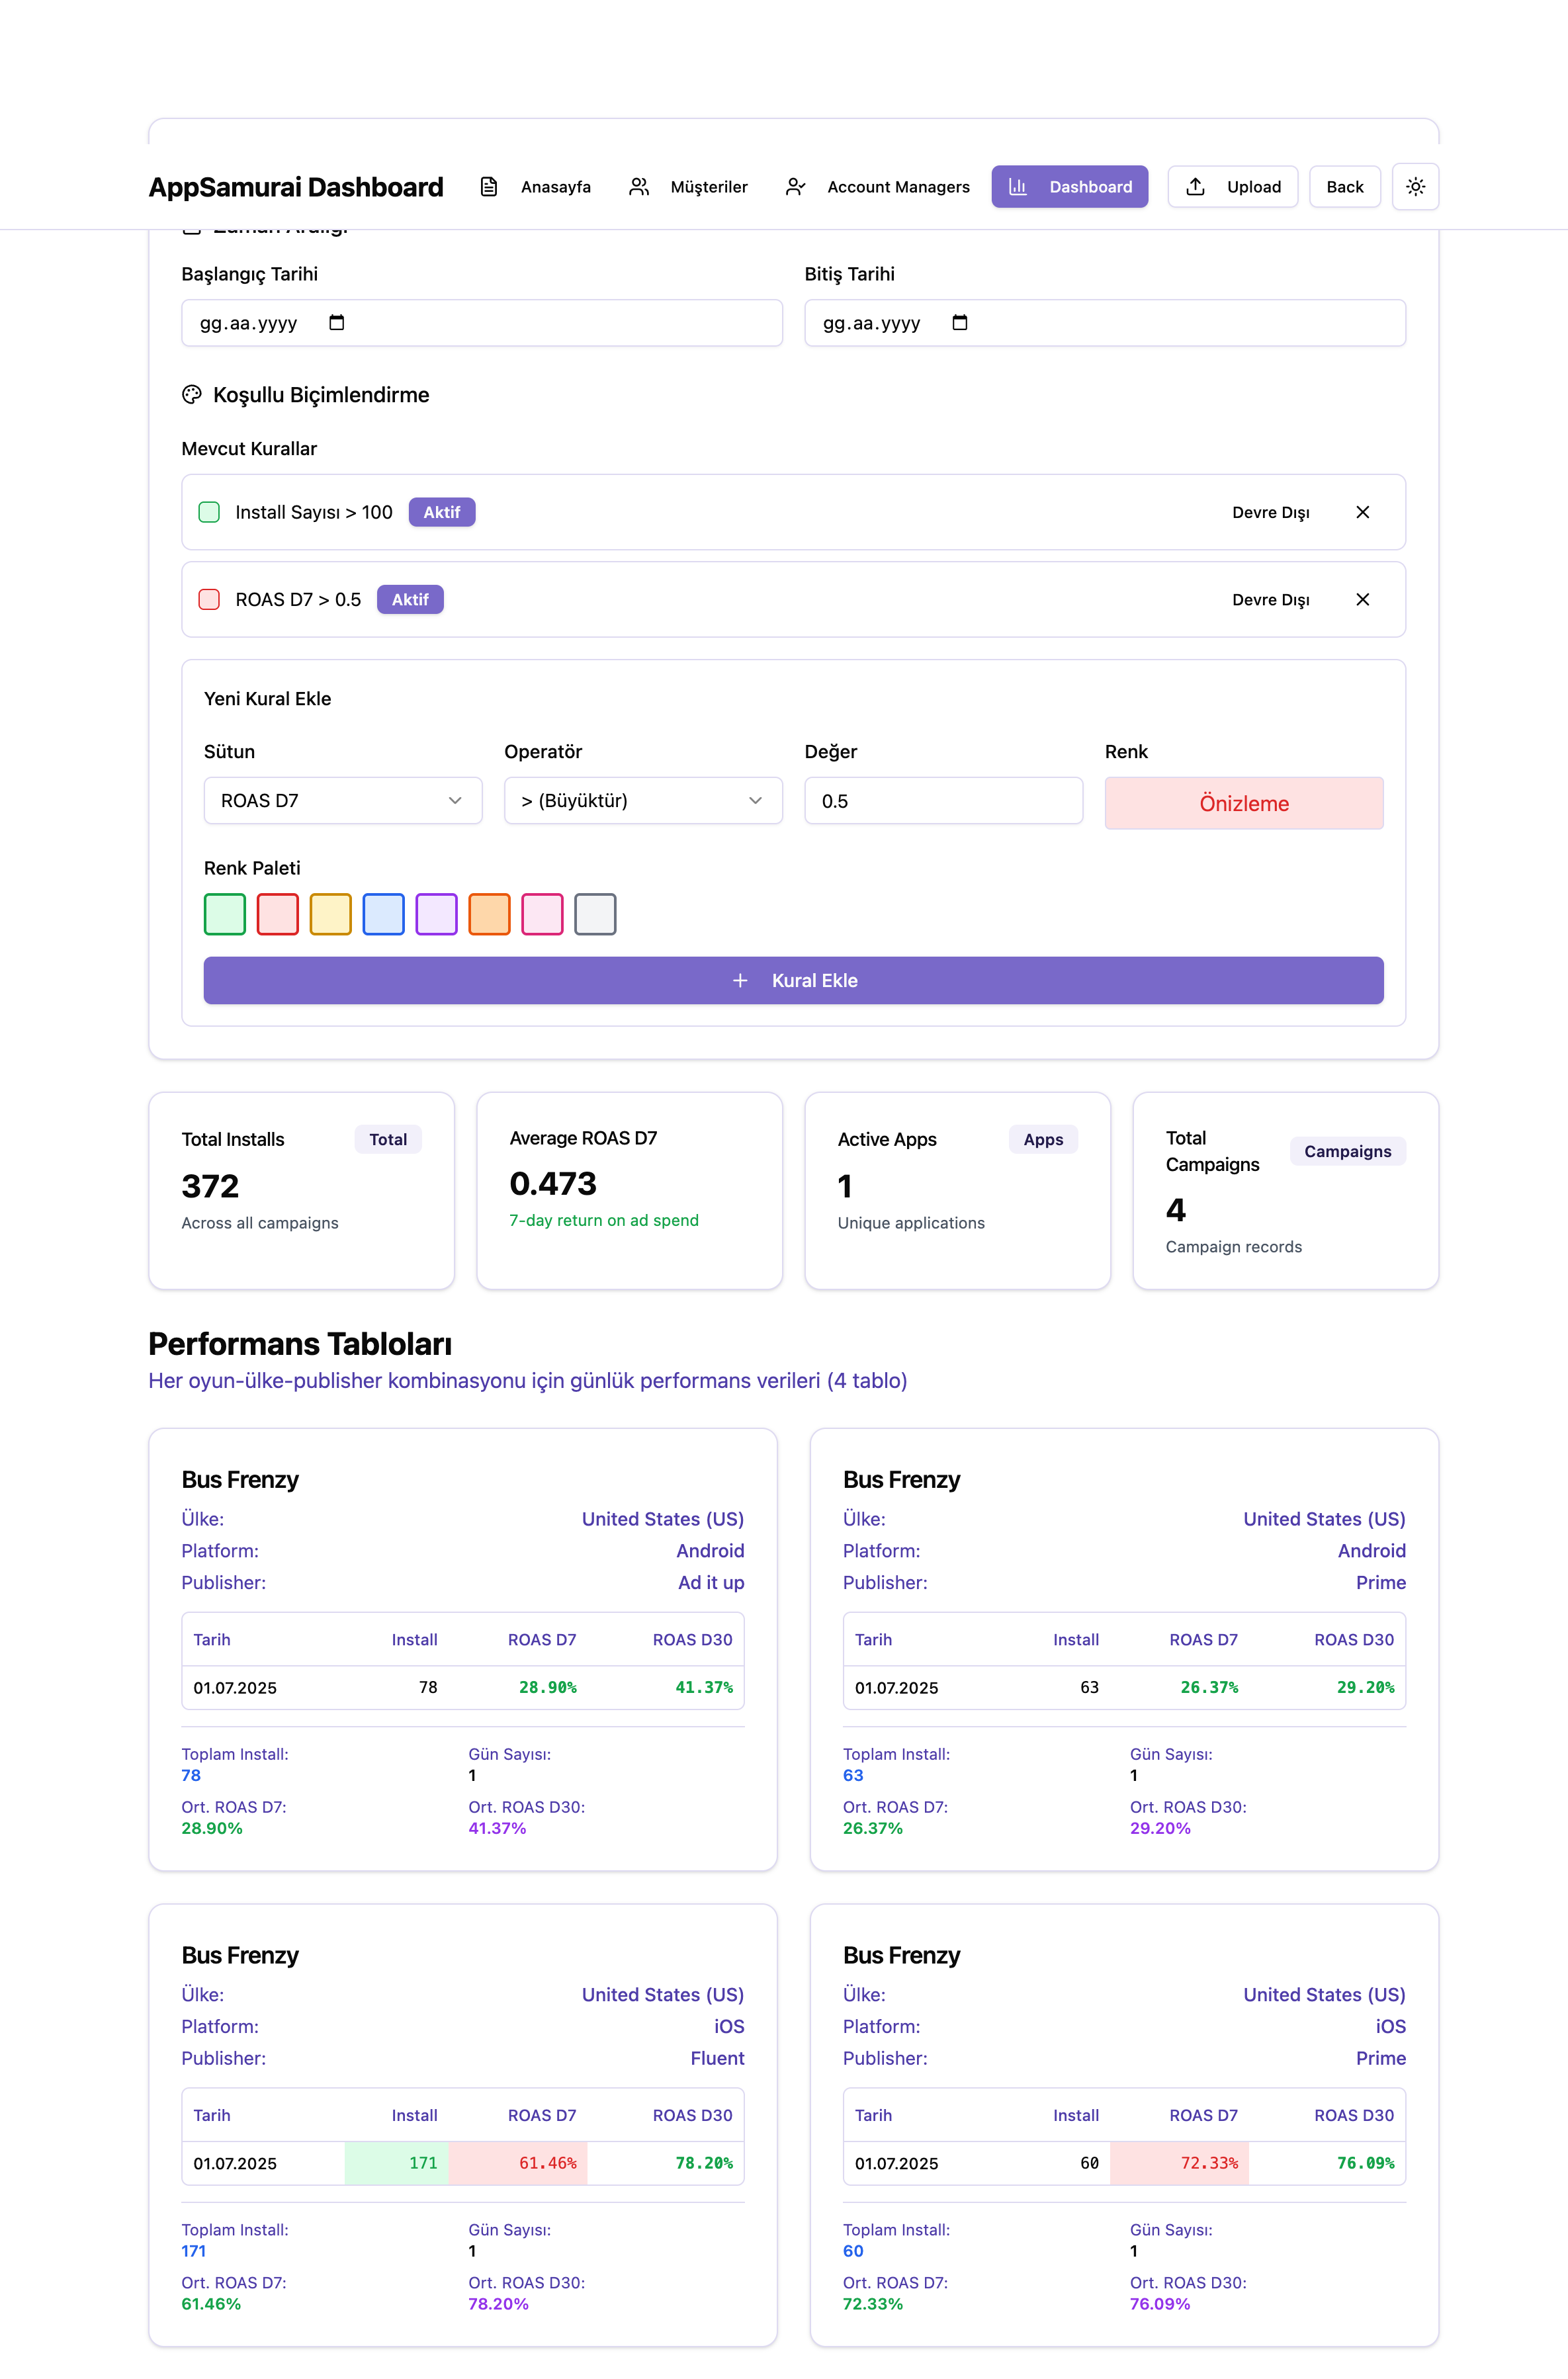 AppSamurai Dashboard
Anasayfa
Müşteriler
Account Managers
Dashboard
Upload
Back
Zaman Aralığı
Başlangıç Tarihi
Bitiş Tarihi
gg.aa.yyyy
gg.aa.yyyy
Koşullu Biçimlendirme
Mevcut Kurallar
Install Sayısı > 100
Aktif
Devre Dışı
ROAS D7 > 0.5
Aktif
Devre Dışı
Yeni Kural Ekle
Sütun
Operatör
Değer
Renk
ROAS D7
> (Büyüktür)
0.5
Önizleme
Renk Paleti
Kural Ekle
Total Installs
Total
372
Across all campaigns
Average ROAS D7
0.473
7-day return on ad spend
Active Apps
Apps
1
Unique applications
Total
Campaigns
Campaigns
4
Campaign records
Performans Tabloları
Her oyun-ülke-publisher kombinasyonu için günlük performans verileri (4 tablo)
Bus Frenzy
Ülke: United States (US)
Platform: Android
Publisher: Ad it up
Tarih Install ROAS D7 ROAS D30
01.07.2025 78 28.90% 41.37%
Toplam Install: Gün Sayısı:
78 1
Ort. ROAS D7: Ort. ROAS D30:
28.90% 41.37%
Bus Frenzy
Ülke: United States (US)
Platform: Android
Publisher: Prime
Tarih Install ROAS D7 ROAS D30
01.07.2025 63 26.37% 29.20%
Toplam Install: Gün Sayısı:
63 1
Ort. ROAS D7: Ort. ROAS D30:
26.37% 29.20%
Bus Frenzy
Ülke: United States (US)
Platform: iOS
Publisher: Fluent
Tarih Install ROAS D7 ROAS D30
01.07.2025 171 61.46% 78.20%
Toplam Install: Gün Sayısı:
171 1
Ort. ROAS D7: Ort. ROAS D30:
61.46% 78.20%
Bus Frenzy
Ülke: United States (US)
Platform: iOS
Publisher: Prime
Tarih Install ROAS D7 ROAS D30
01.07.2025 60 72.33% 76.09%
Toplam Install: Gün Sayısı:
60 1
Ort. ROAS D7: Ort. ROAS D30:
72.33% 76.09%